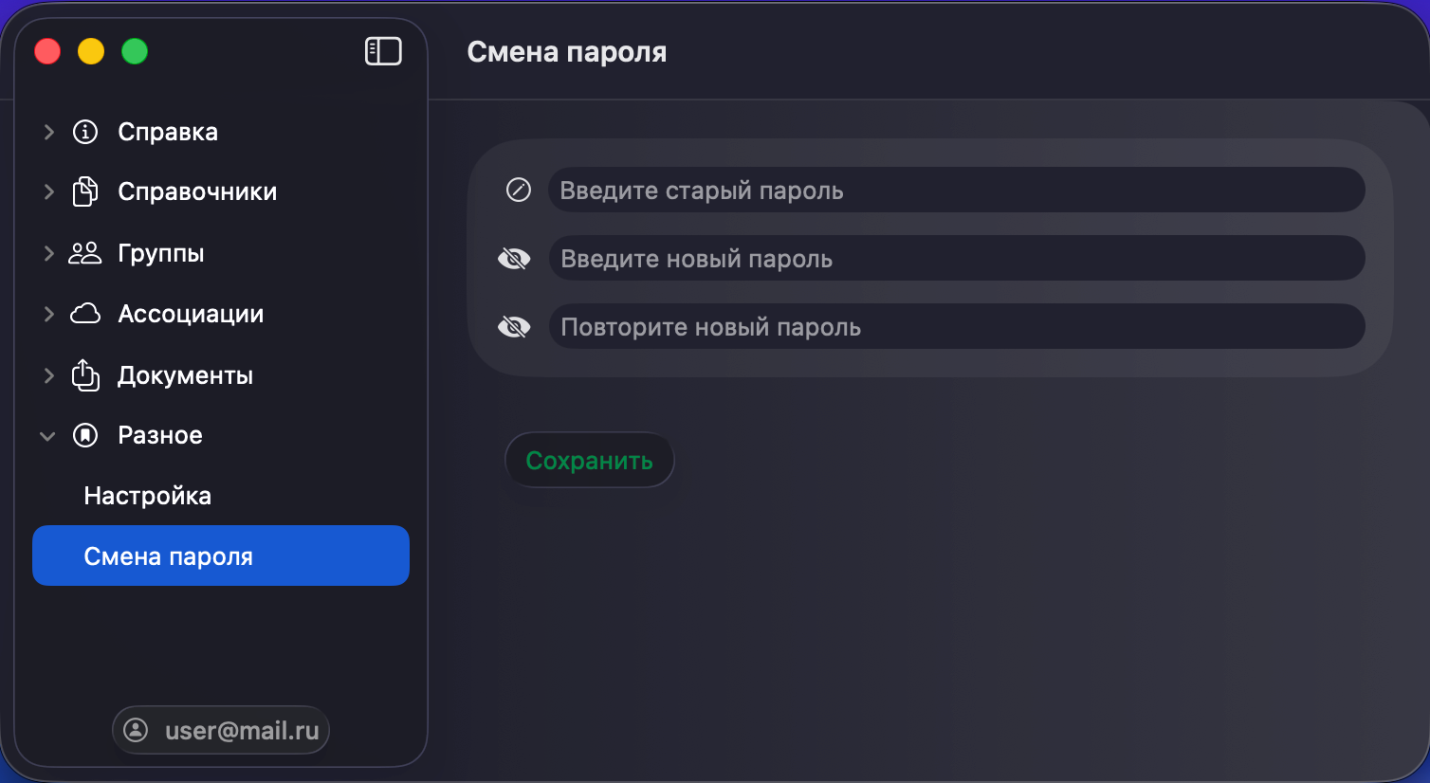 Смена пароля
Справка
Справочники
Группы
Ассоциации
Документы
Разное
Настройка
Смена пароля
user@mail.ru
Введите старый пароль
Введите новый пароль
Повторите новый пароль
Сохранить